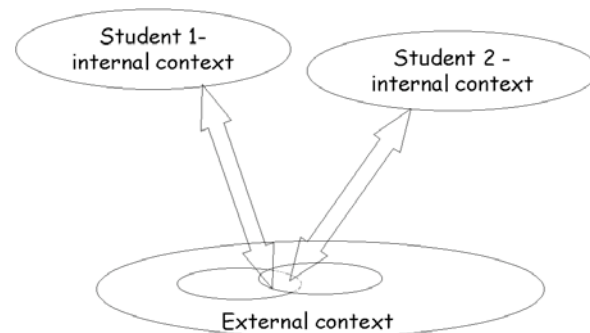 Student 1-
internal context
Student 2 -
internal context
External context